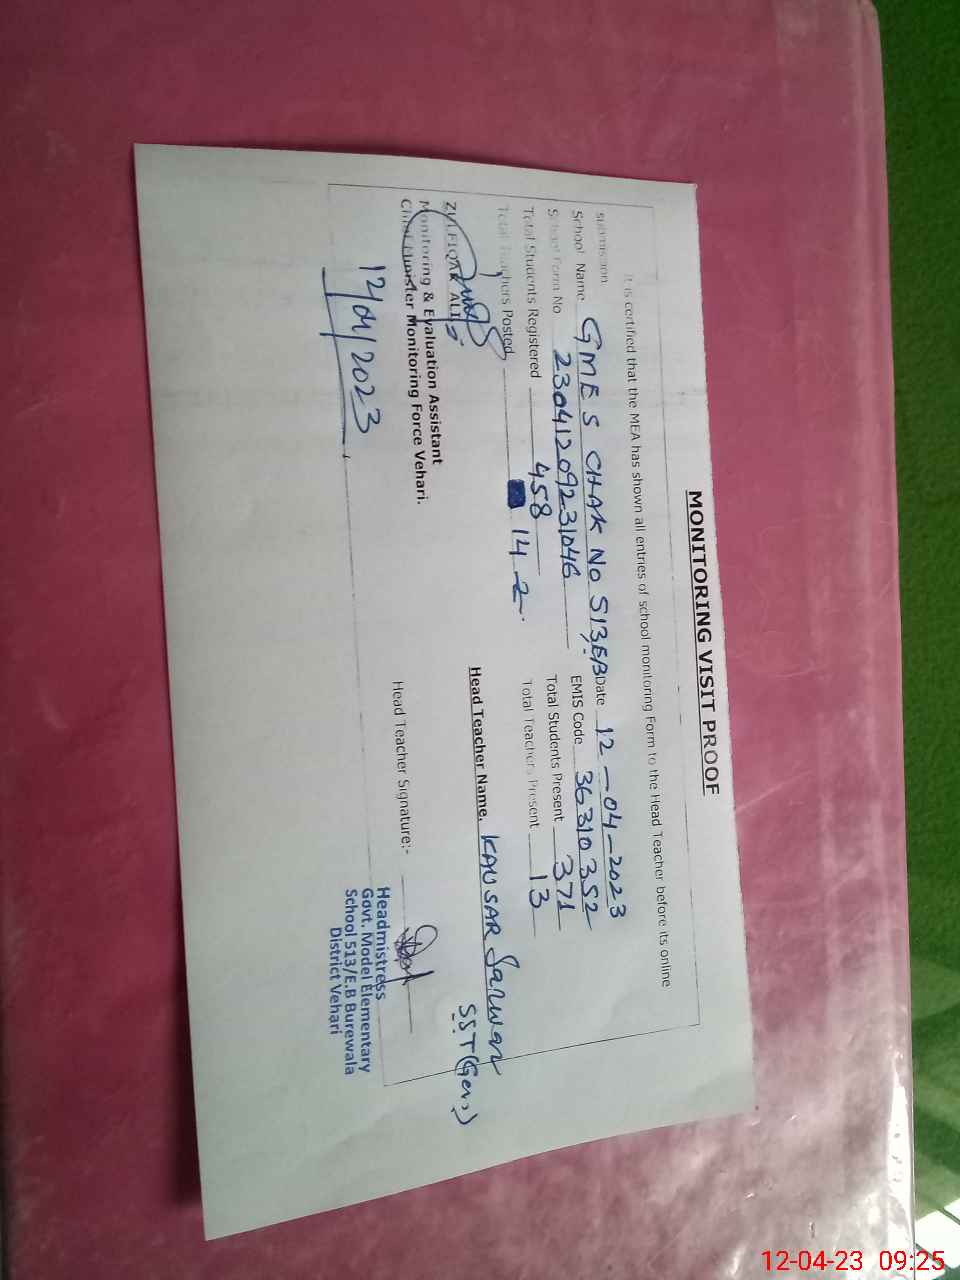 MONITORING VISIT PROOF
It is certified that the MEA has shown all entries of school monitoring Form to the Head Teacher before its online
submission
School Name GMES CHAK NO 513/EB Date 12-04-2023
School Form No 23041209231046 EMIS Code 36310352
Total Students Registered 458 Total Students Present 371
Total Teachers Posted 14 Total Teachers Present 13
Head Teacher Name. KAUSAR Sarwar
SST(Gen:)
ZULFIQAR ALI
Monitoring & Evaluation Assistant
Chief Minister Monitoring Force Vehari.
12/04/2023
Head Teacher Signature:-
Headmistress
Govt. Model Elementary
School 513/E.B Burewala
District Vehari
12-04-23 09:25